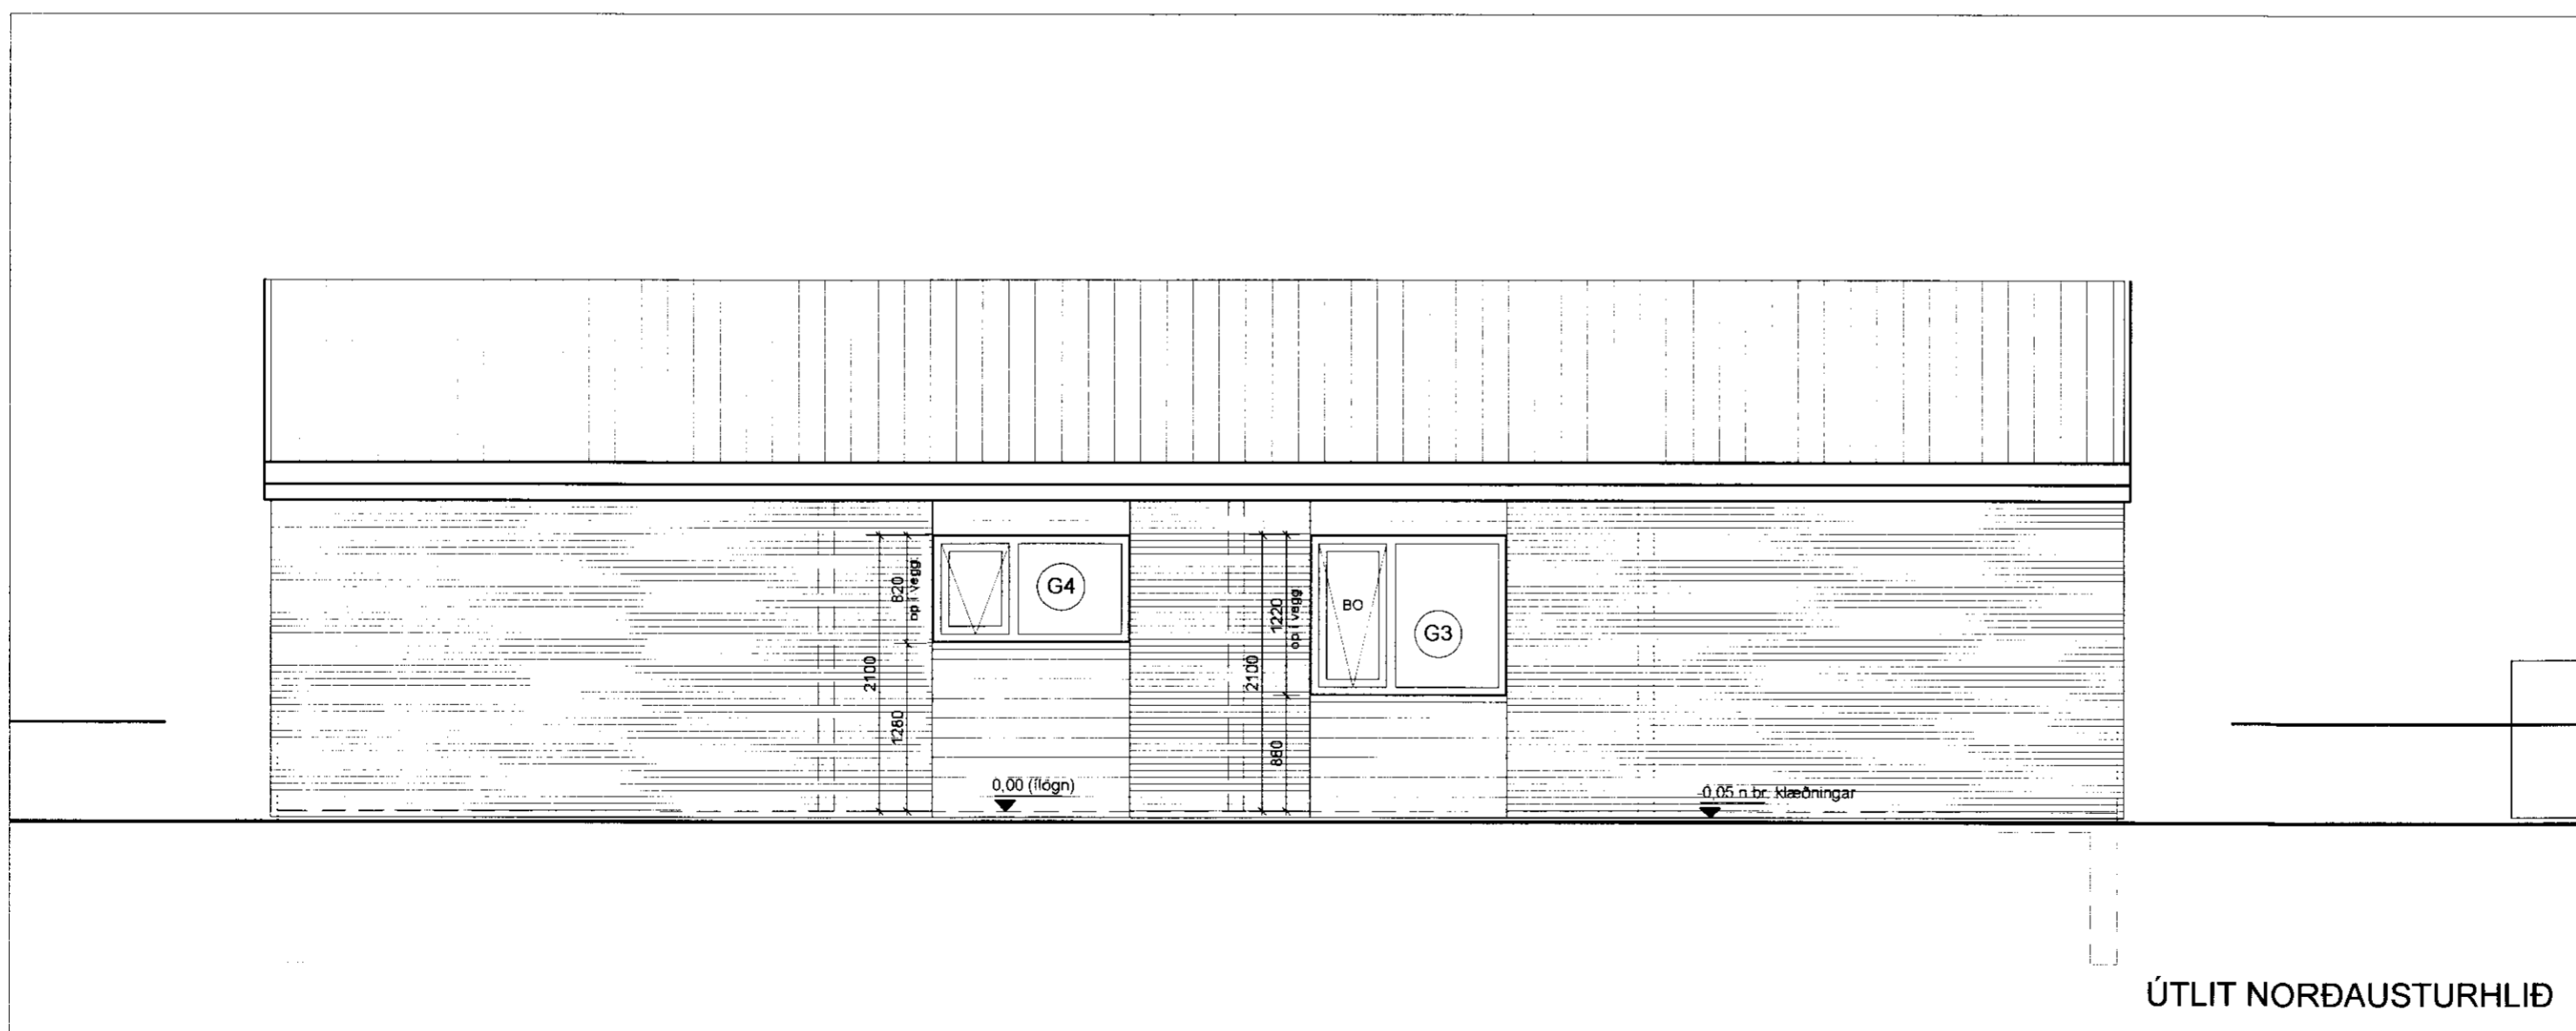 820
op í vegg
2100
1280
G4
1220
op í vegg
2100
880
BO
G3
0,00 (ílögn)
-0,05 n.br. klæðningar
ÚTLIT NORÐAUSTURHLIÐ